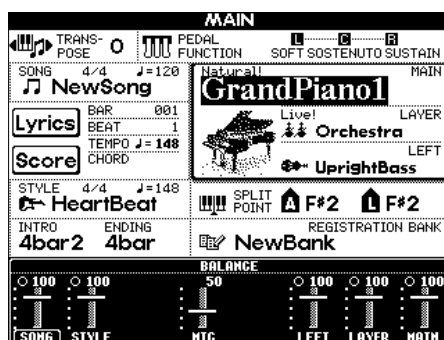 MAIN
TRANS-POSE 0
PEDAL FUNCTION
L C R
SOFT SOSTENUTO SUSTAIN
SONG 4/4 ♩=120
NewSong
Natural! MAIN
GrandPiano1
Lyrics
BAR 001
BEAT 1
TEMPO ♩=148
CHORD
Score
Live! LAYER
Orchestra
LEFT
UprightBass
STYLE 4/4 ♩=148
HeartBeat
SPLIT POINT A F#2 L F#2
INTRO ENDING
4bar2 4bar
REGISTRATION BANK
NewBank
BALANCE
100 100 50 100 100 100
SONG STYLE MIC LEFT LAYER MAIN